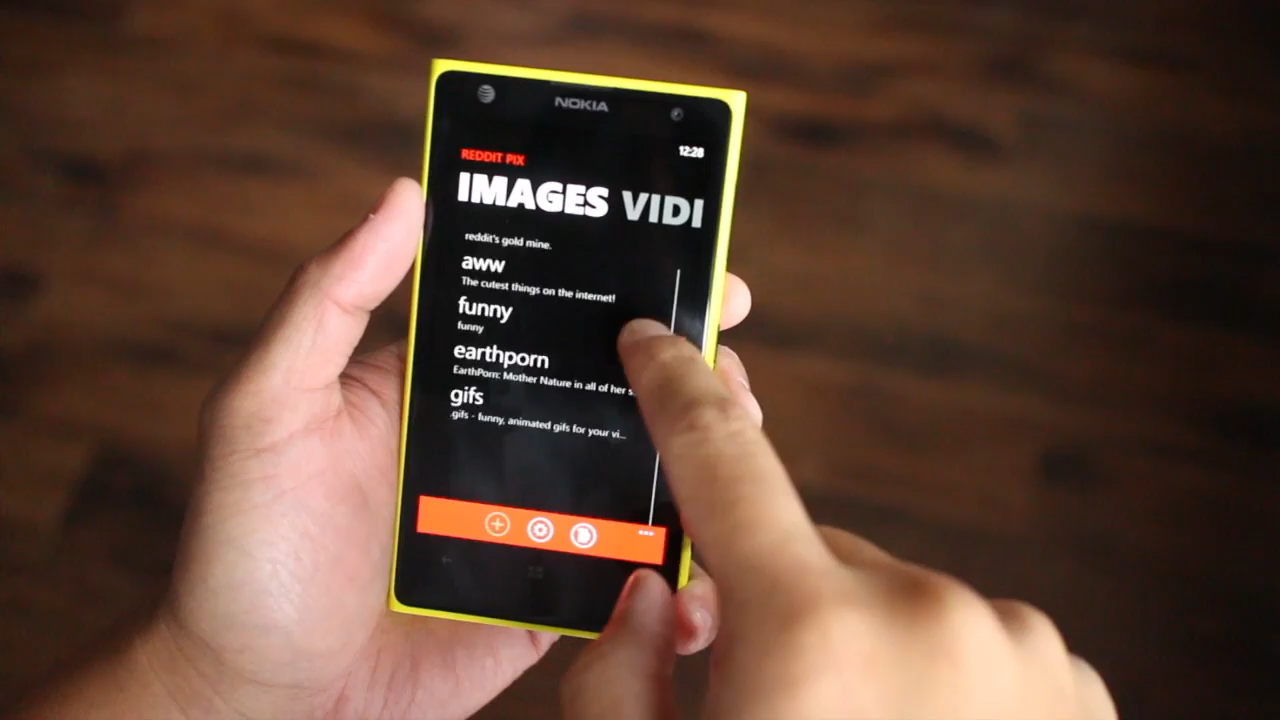 NOKIA
12:28
REDDIT PIX
IMAGES VIDI
reddit's gold mine.
aww
The cutest things on the internet!
funny
funny
earthporn
EarthPorn: Mother Nature in all of her s
gifs
.gifs - funny, animated gifs for your vi...